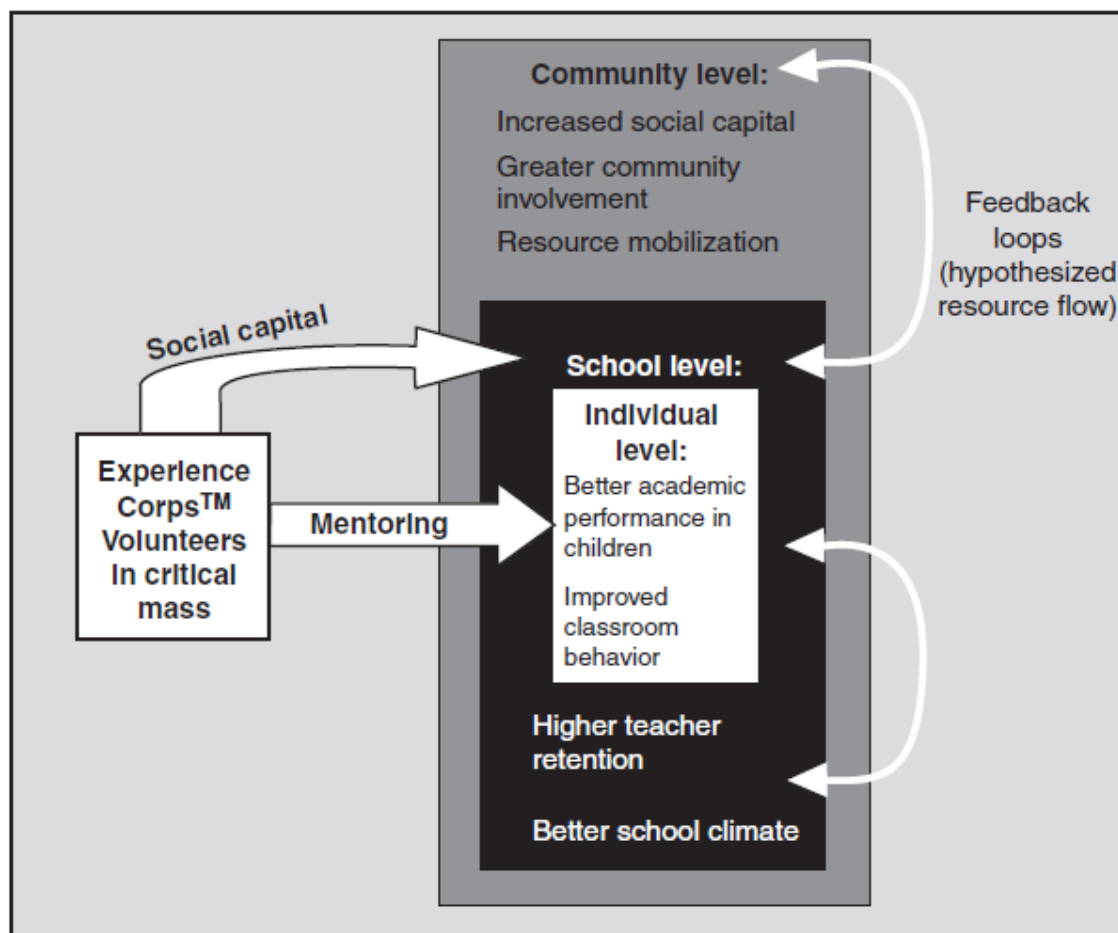 Community level:
Increased social capital
Greater community
involvement
Resource mobilization
Feedback
loops
(hypothesized
resource flow)
Social capital
School level:
Individual
level:
Better academic
performance in
children
Improved
classroom
behavior
Experience
Corps™
Volunteers
in critical
mass
Mentoring
Higher teacher
retention
Better school climate